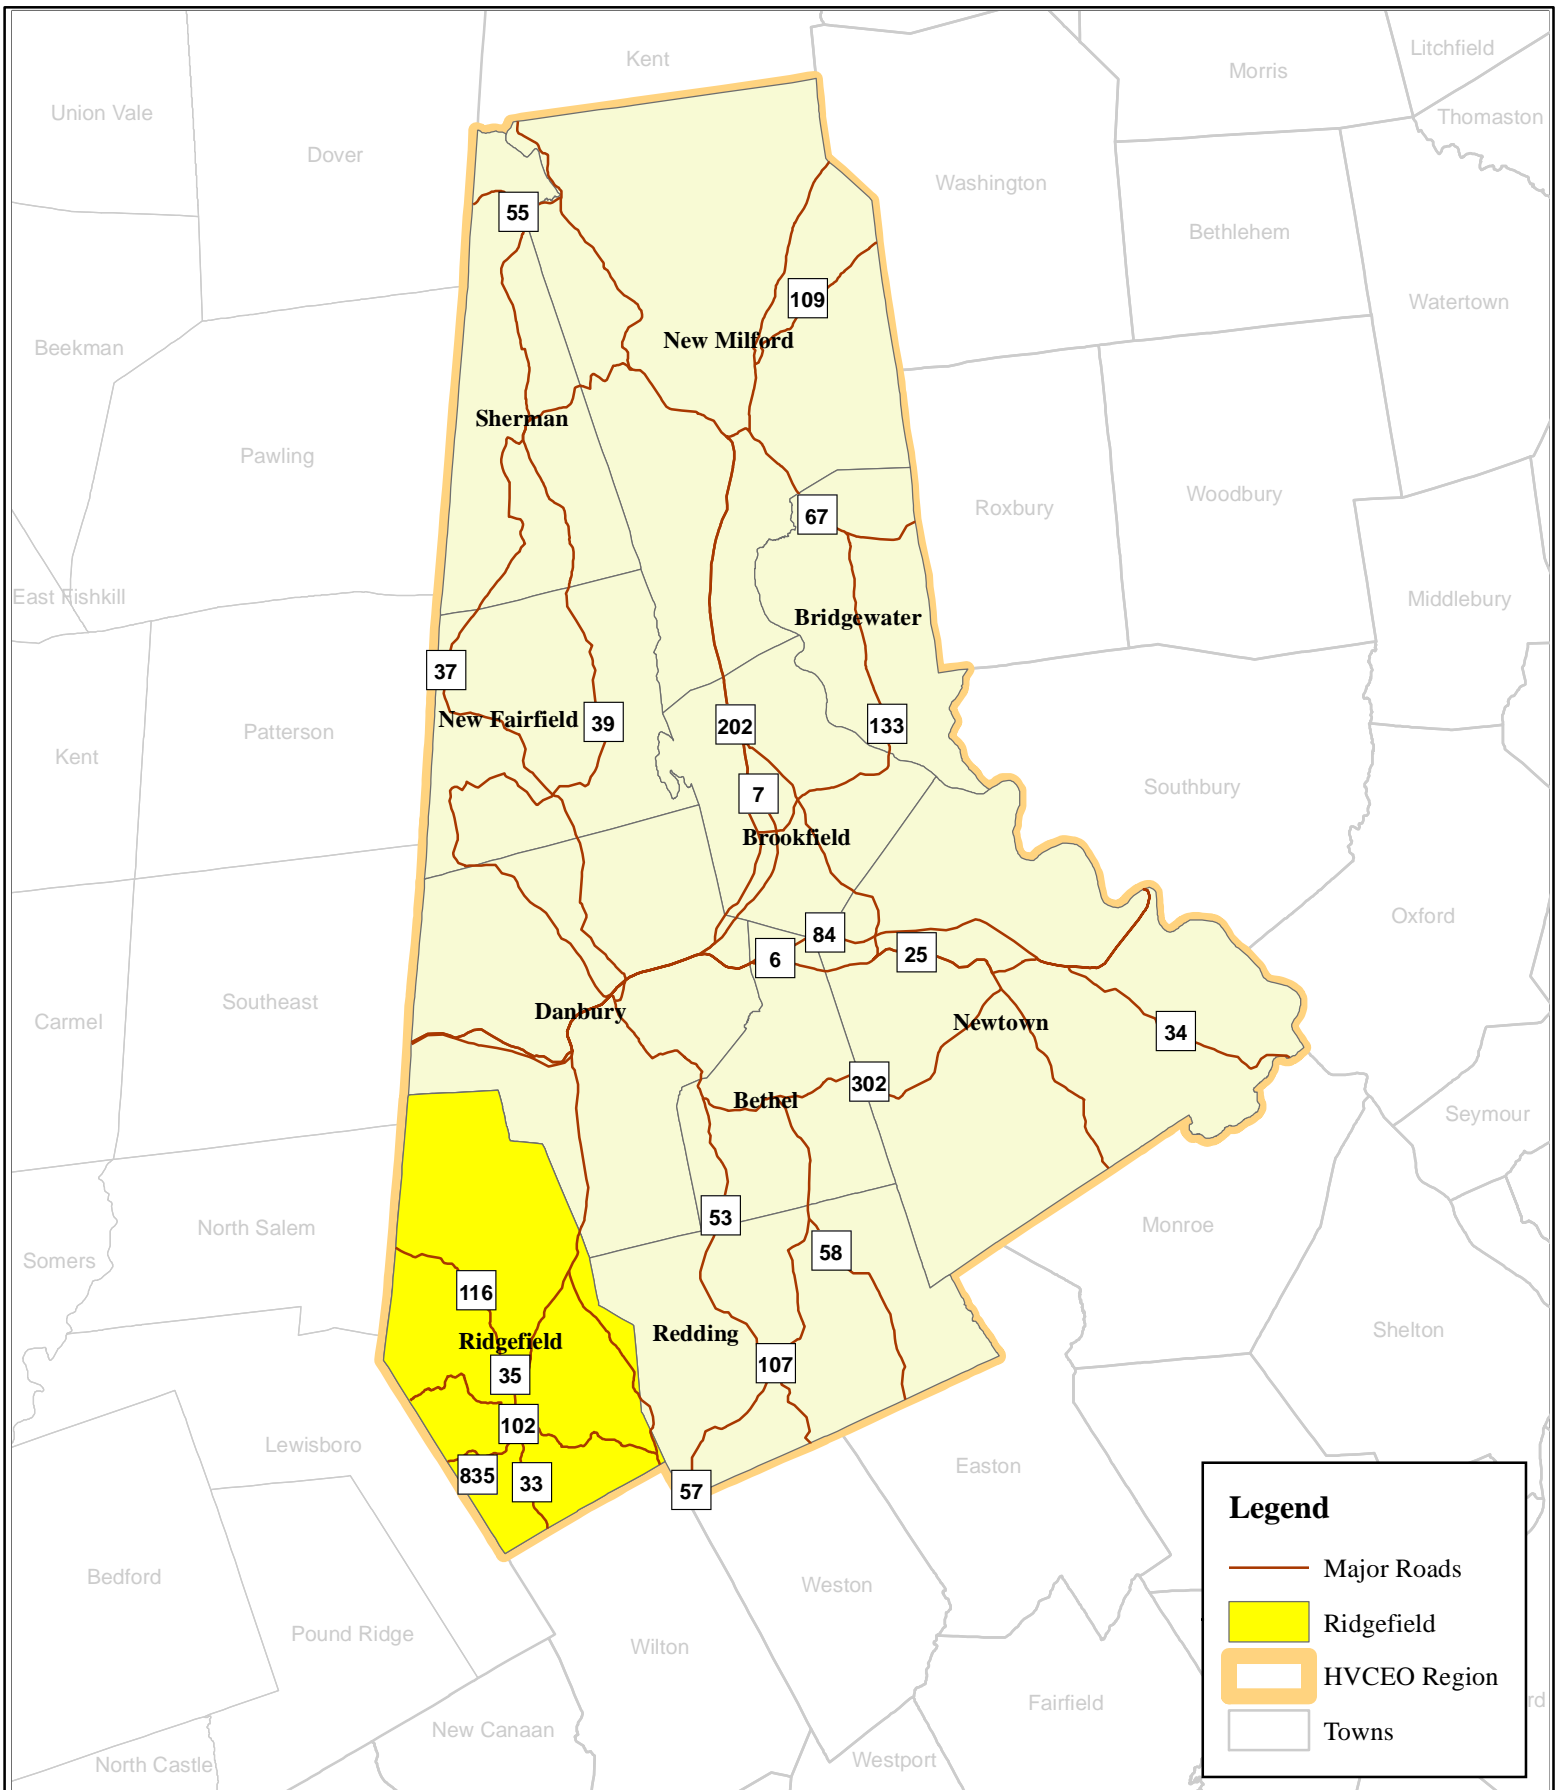 Kent
Litchfield
Morris
Union Vale
Thomaston
Dover
Washington
55
Bethlehem
109
Watertown
New Milford
Beekman
Sherman
Pawling
Woodbury
Roxbury
67
East Fishkill
Middlebury
Bridgewater
37
New Fairfield
39
202
133
Patterson
Kent
Southbury
7
Brookfield
Oxford
84
6
25
Southeast
Danbury
Carmel
Newtown
34
302
Bethel
Seymour
53
North Salem
Monroe
58
Somers
116
Ridgefield
Redding
Shelton
107
35
102
Lewisboro
835
33
Easton
57
Legend
Major Roads
Bedford
Weston
Ridgefield
Pound Ridge
Wilton
HVCEO Region
Fairfield
rd
New Canaan
Towns
Westport
North Castle